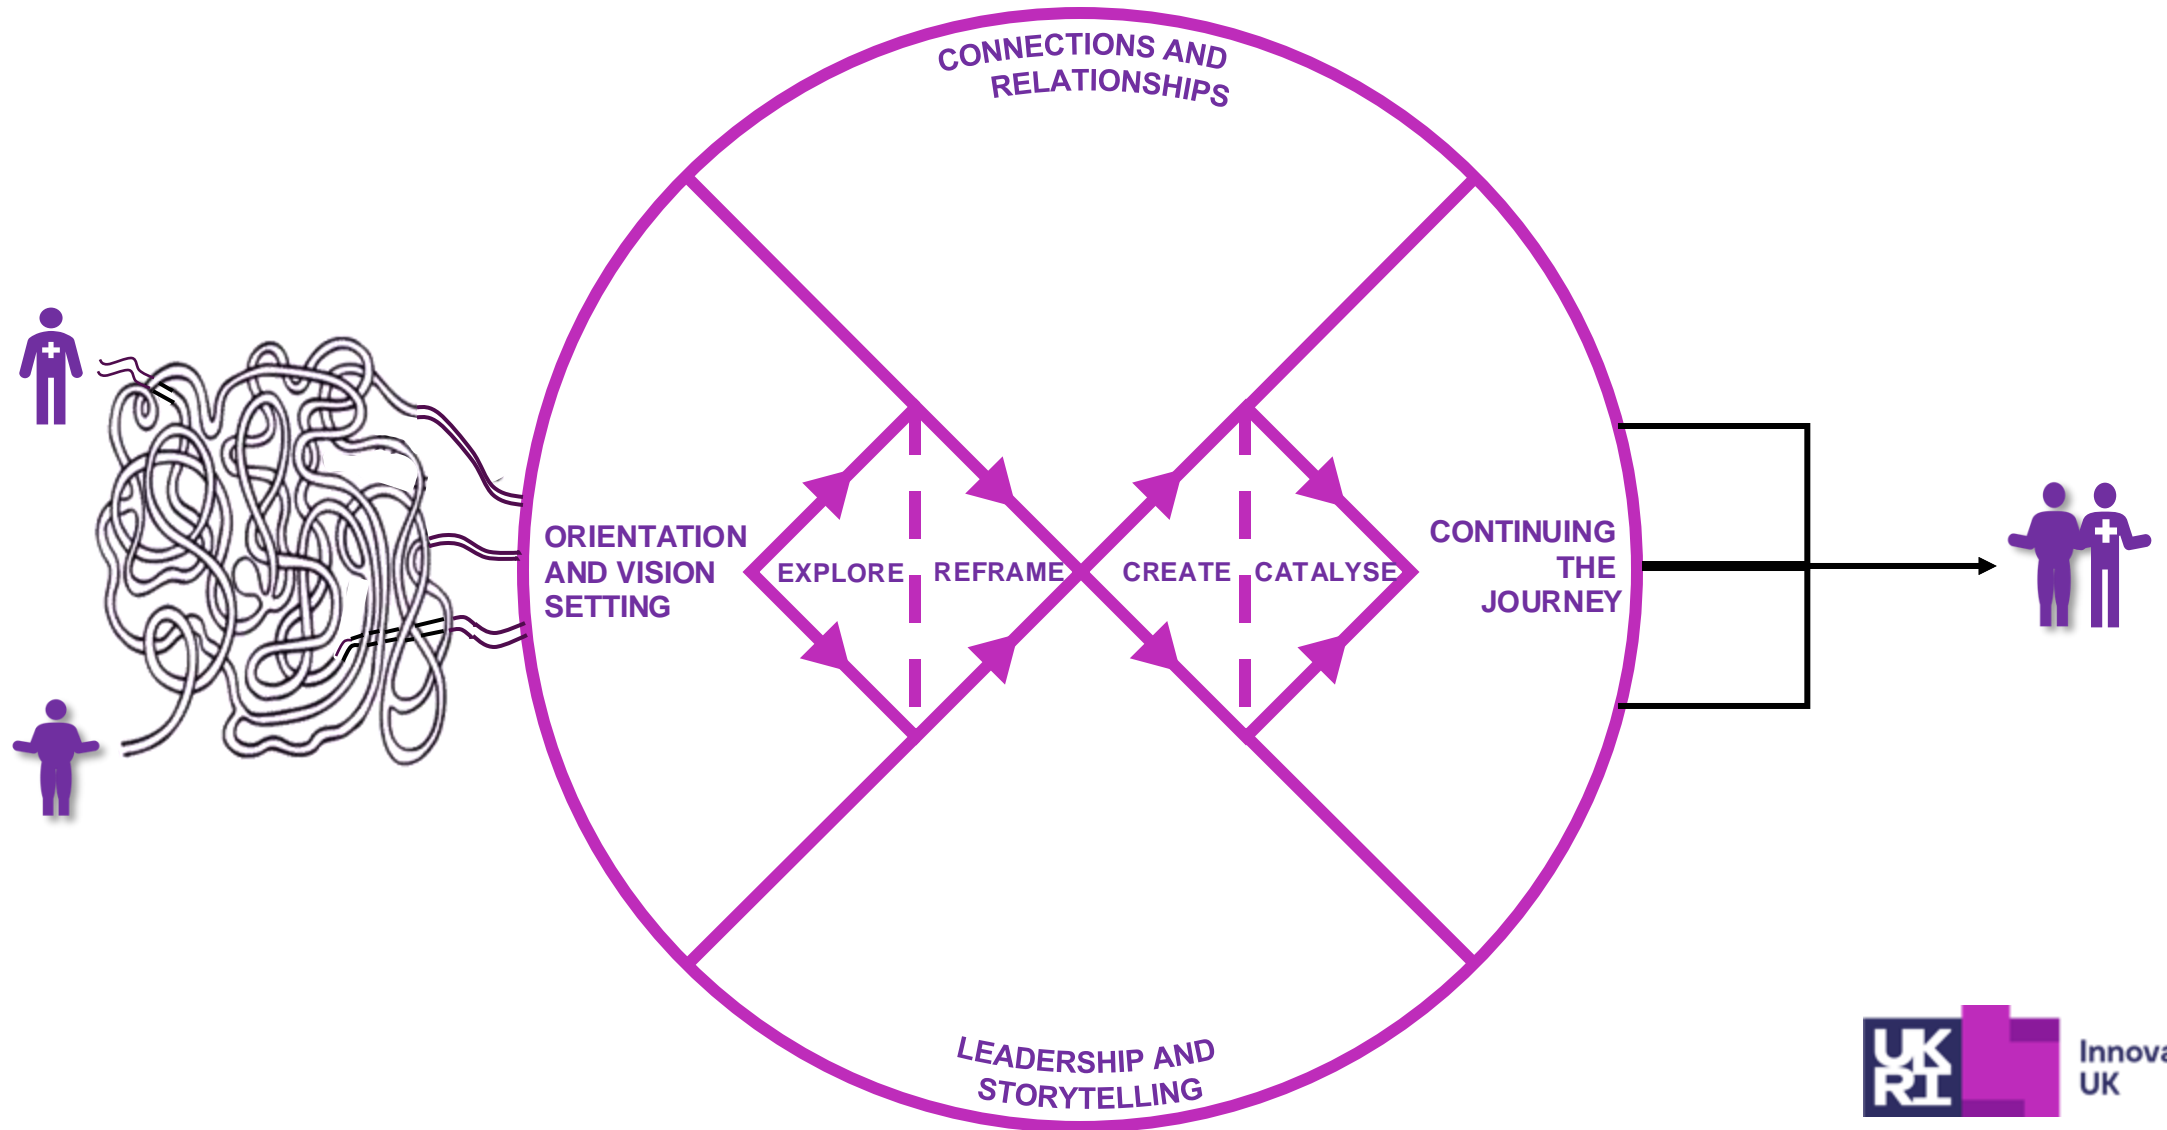 CONNECTIONS AND
RELATIONSHIPS
ORIENTATION
AND VISION
SETTING
EXPLORE
REFRAME
CREATE
CATALYSE
CONTINUING
THE
JOURNEY
LEADERSHIP AND
STORYTELLING
UK
RI
Innova
UK